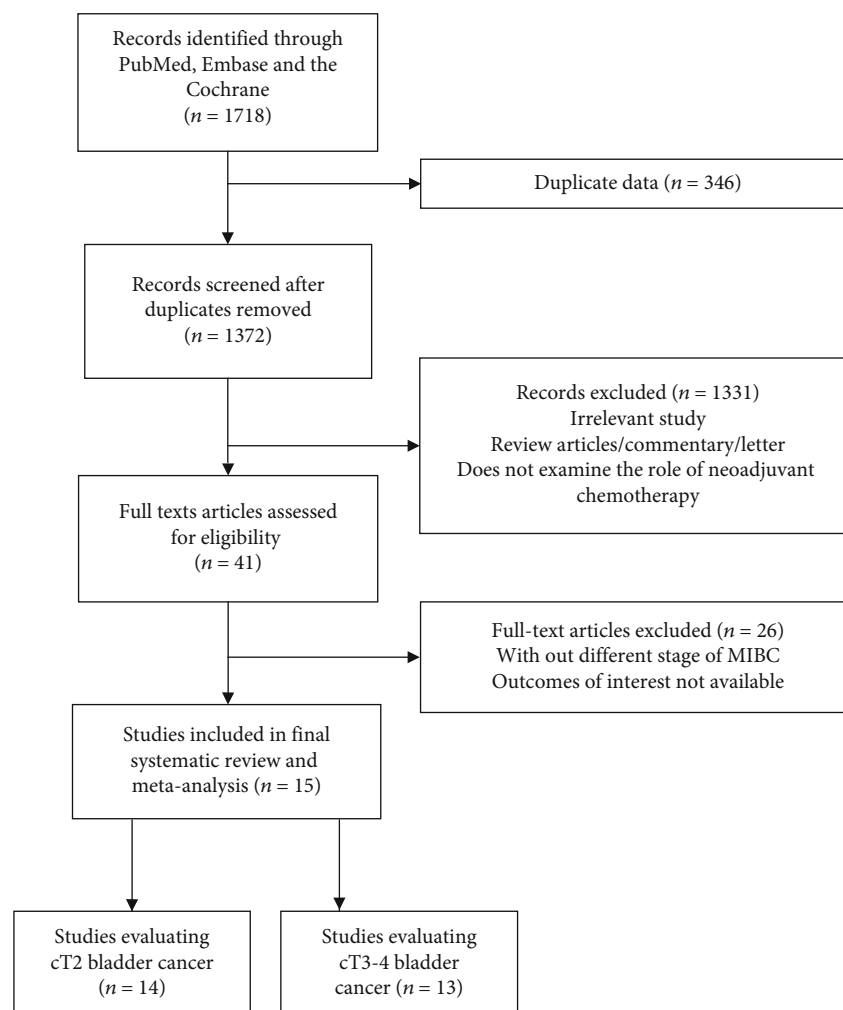 Records identified through
PubMed, Embase and the
Cochrane
(n = 1718)
Duplicate data (n = 346)
Records screened after
duplicates removed
(n = 1372)
Records excluded (n = 1331)
Irrelevant study
Review articles/commentary/letter
Does not examine the role of neoadjuvant
chemotherapy
Full texts articles assessed
for eligibility
(n = 41)
Full-text articles excluded (n = 26)
With out different stage of MIBC
Outcomes of interest not available
Studies included in final
systematic review and
meta-analysis (n = 15)
Studies evaluating
cT2 bladder cancer
(n = 14)
Studies evaluating
cT3-4 bladder
cancer (n = 13)